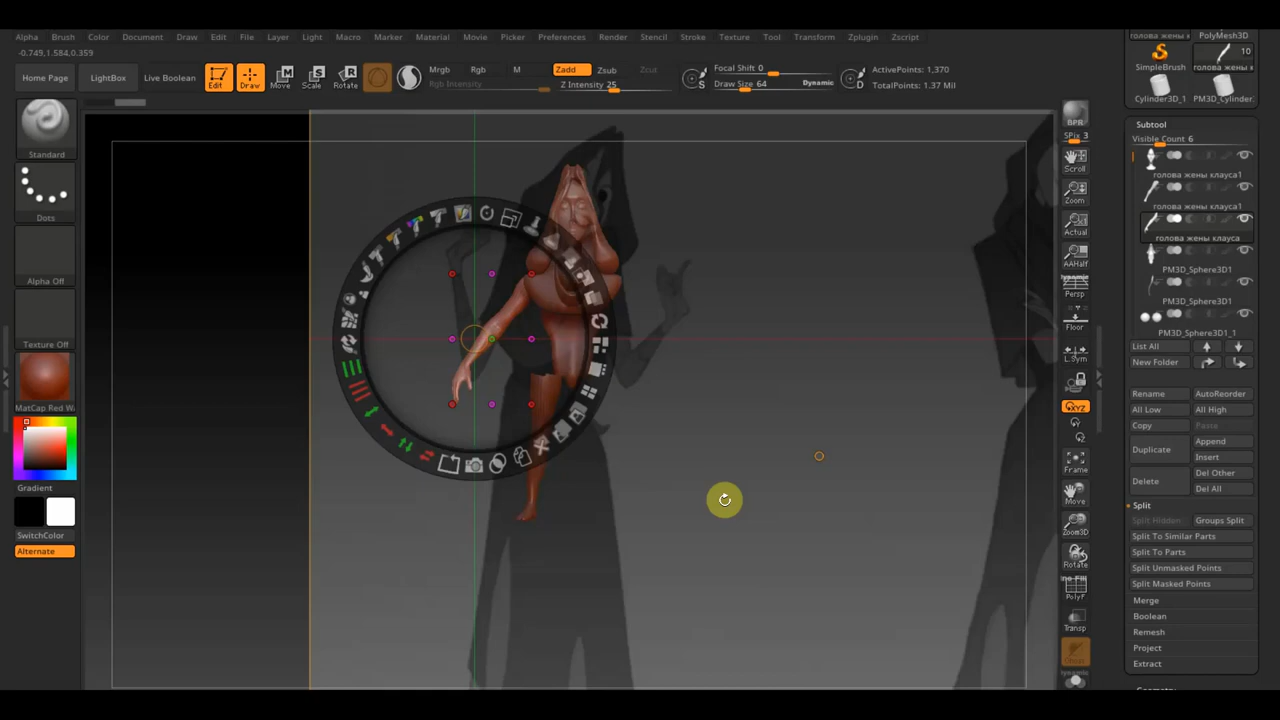 Alpha Brush Color Document Draw Edit File Layer Light Macro Marker Material Movie Picker Preferences Render Stencil Stroke Texture Tool Transform Zplugin Zscript
-0.749,1.584,0.359
Home Page
LightBox
Live Boolean
Edit
Draw
Move
Scale
Rotate
Mrgb
Rgb
M
Rgb Intensity
Zadd
Zsub
Zcut
Z Intensity 25
S
Focal Shift 0
Draw Size 64
Dynamic
D
ActivePoints: 1,370
TotalPoints: 1.37 Mil
Standard
Dots
Alpha Off
Texture Off
MatCap Red Wa
Gradient
SwitchColor
Alternate
BPR
SPix 3
Scroll
Zoom
Actual
AAHalf
Dynamic
Persp
Floor
L.Sym
XYZ
Frame
Move
Zoom3D
Rotate
PolyF
Transp
Dynamic
голова жены к
PolyMesh3D
10
SimpleBrush
голова жены к
Cylinder3D_1
PM3D_Cylinder
Subtool
Visible Count 6
голова жены клауса1
голова жены клауса1
голова жены клауса
PM3D_Sphere3D1
PM3D_Sphere3D1
PM3D_Sphere3D1_1
List All
New Folder
Rename
AutoReorder
All Low
All High
Copy
Paste
Duplicate
Append
Insert
Delete
Del Other
Del All
Split
Split Hidden
Groups Split
Split To Similar Parts
Split To Parts
Split Unmasked Points
Split Masked Points
Merge
Boolean
Remesh
Project
Extract